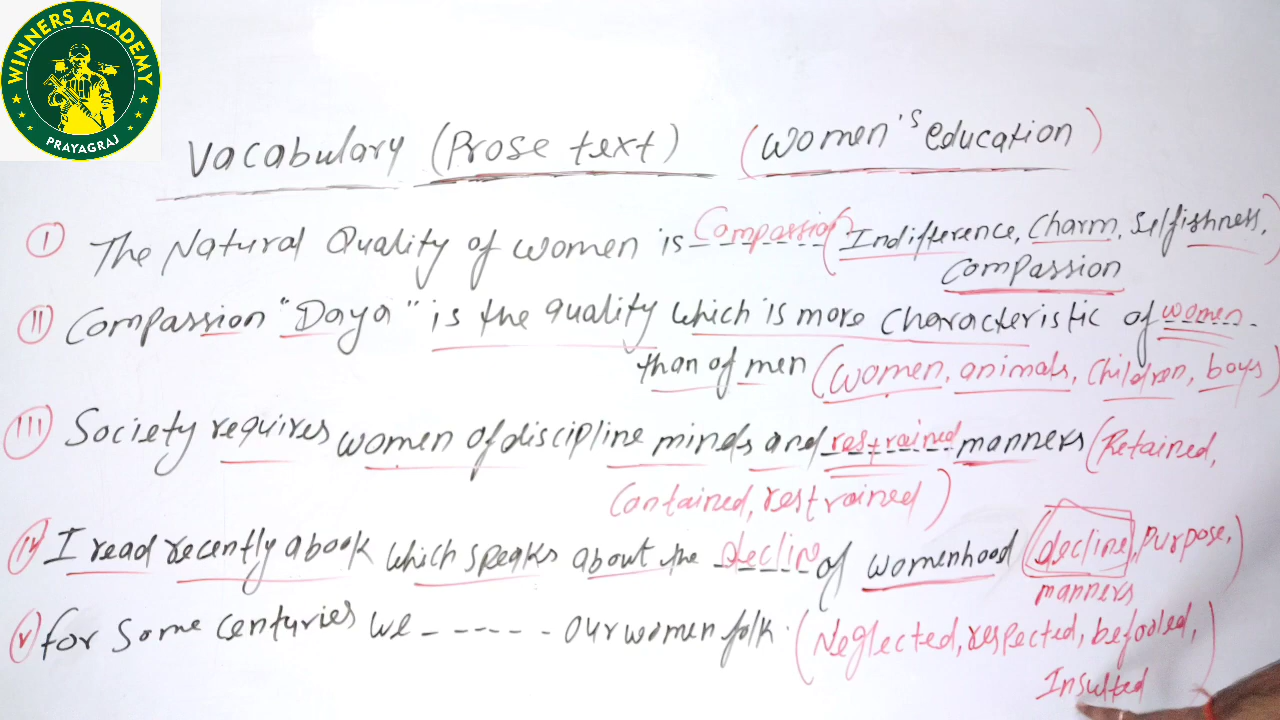 WINNERS ACADEMY
PRAYAGRAJ
Vacabulary (Prose text) (Women's education)
I The Natural Quality of women is Compassion (Indifference, Charm, Selfishness,
Compassion
II Compassion "Daya" is the quality which is more characteristic of women
than of men (Women, animals, Children, boys)
III Society requires women of discipline minds and restrained manners (Retained,
Contained, restrained)
IV I read recently a book which speaks about the declin of womenhood (decline, Purpose,)
manners
V for Some centuries we ------ our women folk. (Neglected, respected, befooled,
Insulted)